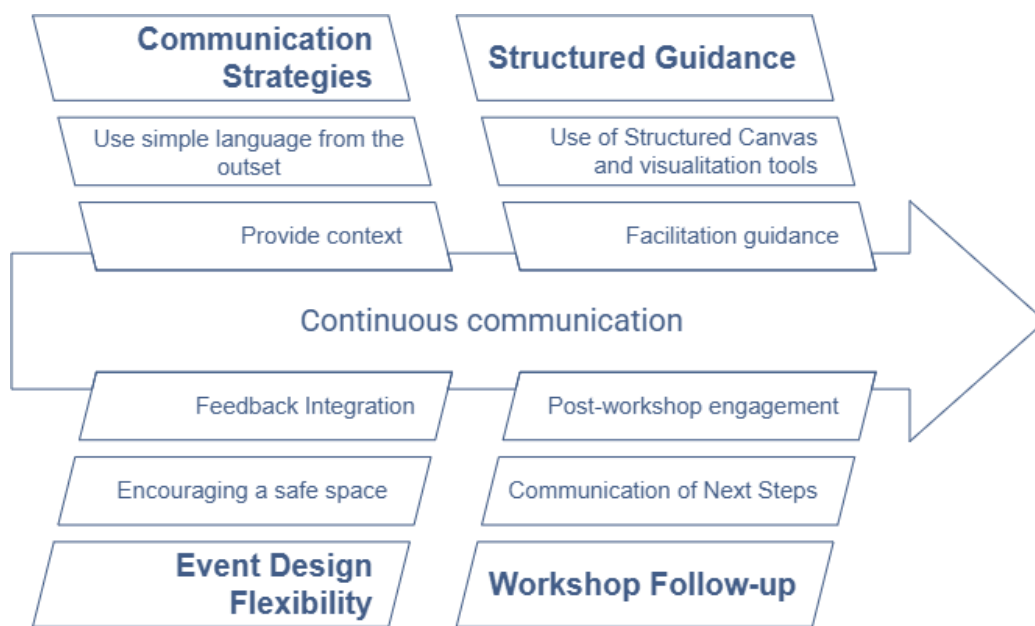 Communication
Strategies
Structured Guidance
Use simple language from the
outset
Use of Structured Canvas
and visualitation tools
Provide context
Facilitation guidance
Continuous communication
Feedback Integration
Post-workshop engagement
Encouraging a safe space
Communication of Next Steps
Event Design
Flexibility
Workshop Follow-up